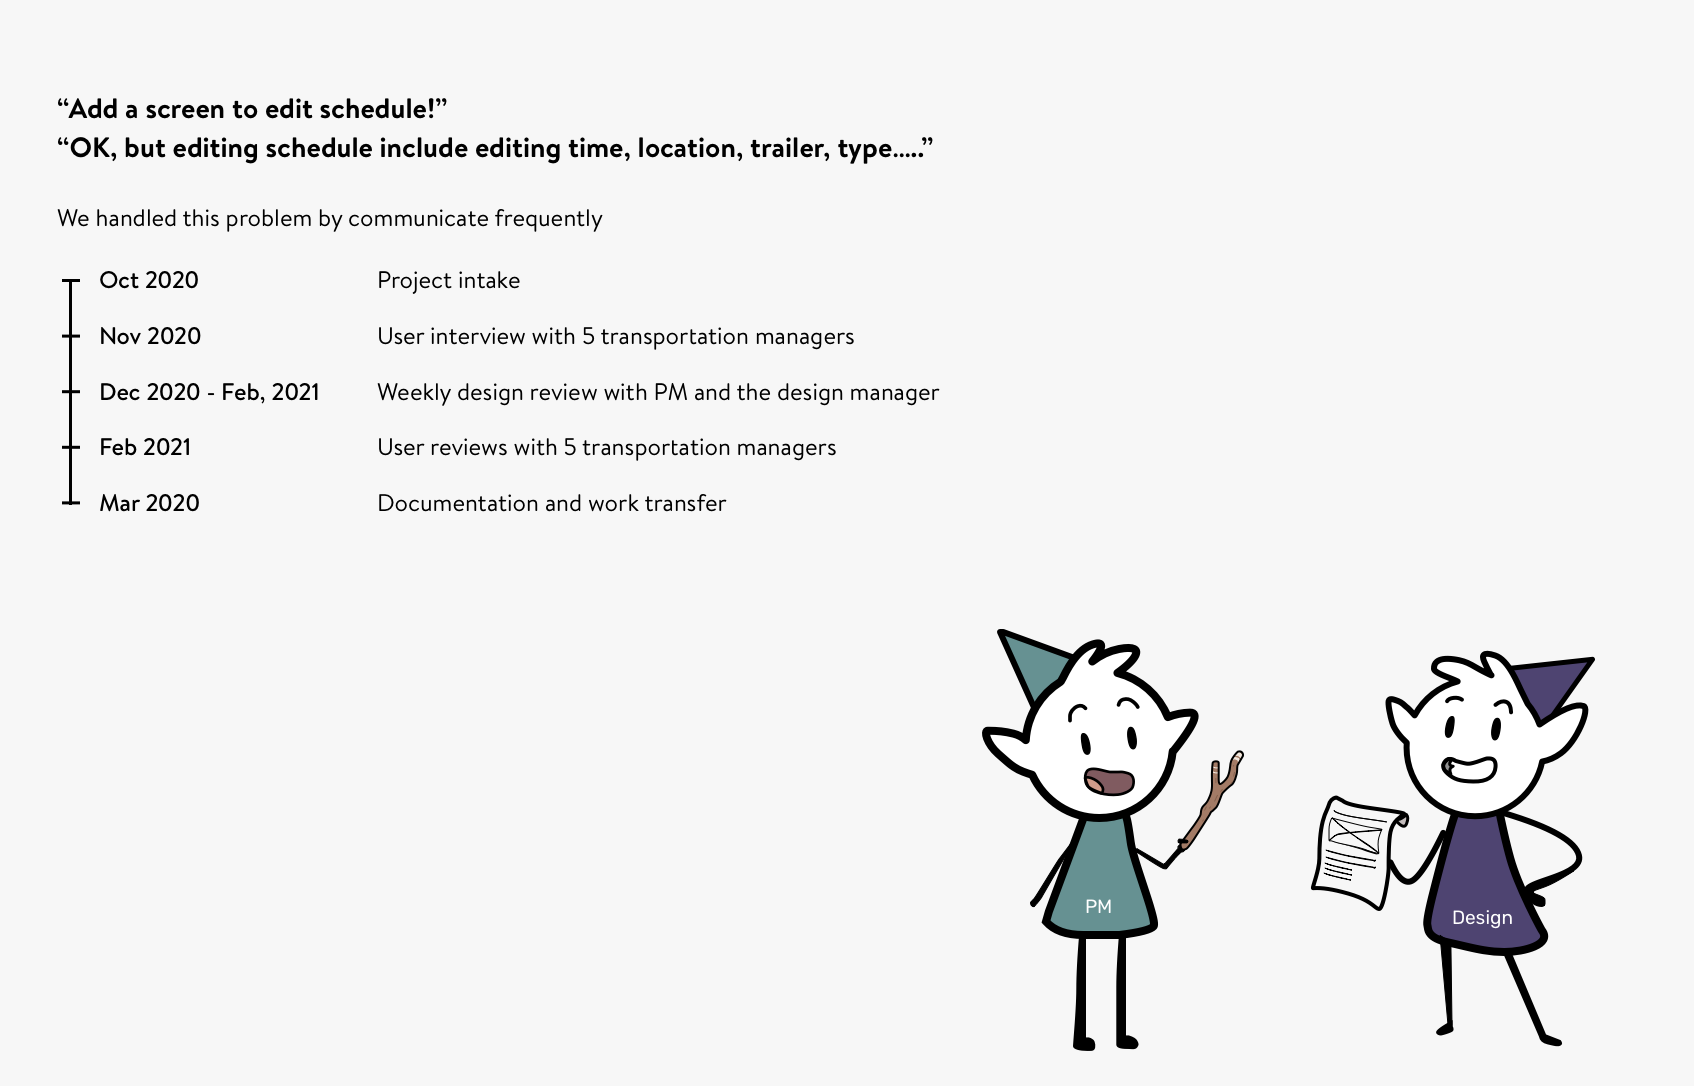 “Add a screen to edit schedule!”
“OK, but editing schedule include editing time, location, trailer, type.....”
We handled this problem by communicate frequently
Oct 2020 Project intake
Nov 2020 User interview with 5 transportation managers
Dec 2020 - Feb, 2021 Weekly design review with PM and the design manager
Feb 2021 User reviews with 5 transportation managers
Mar 2020 Documentation and work transfer
PM
Design